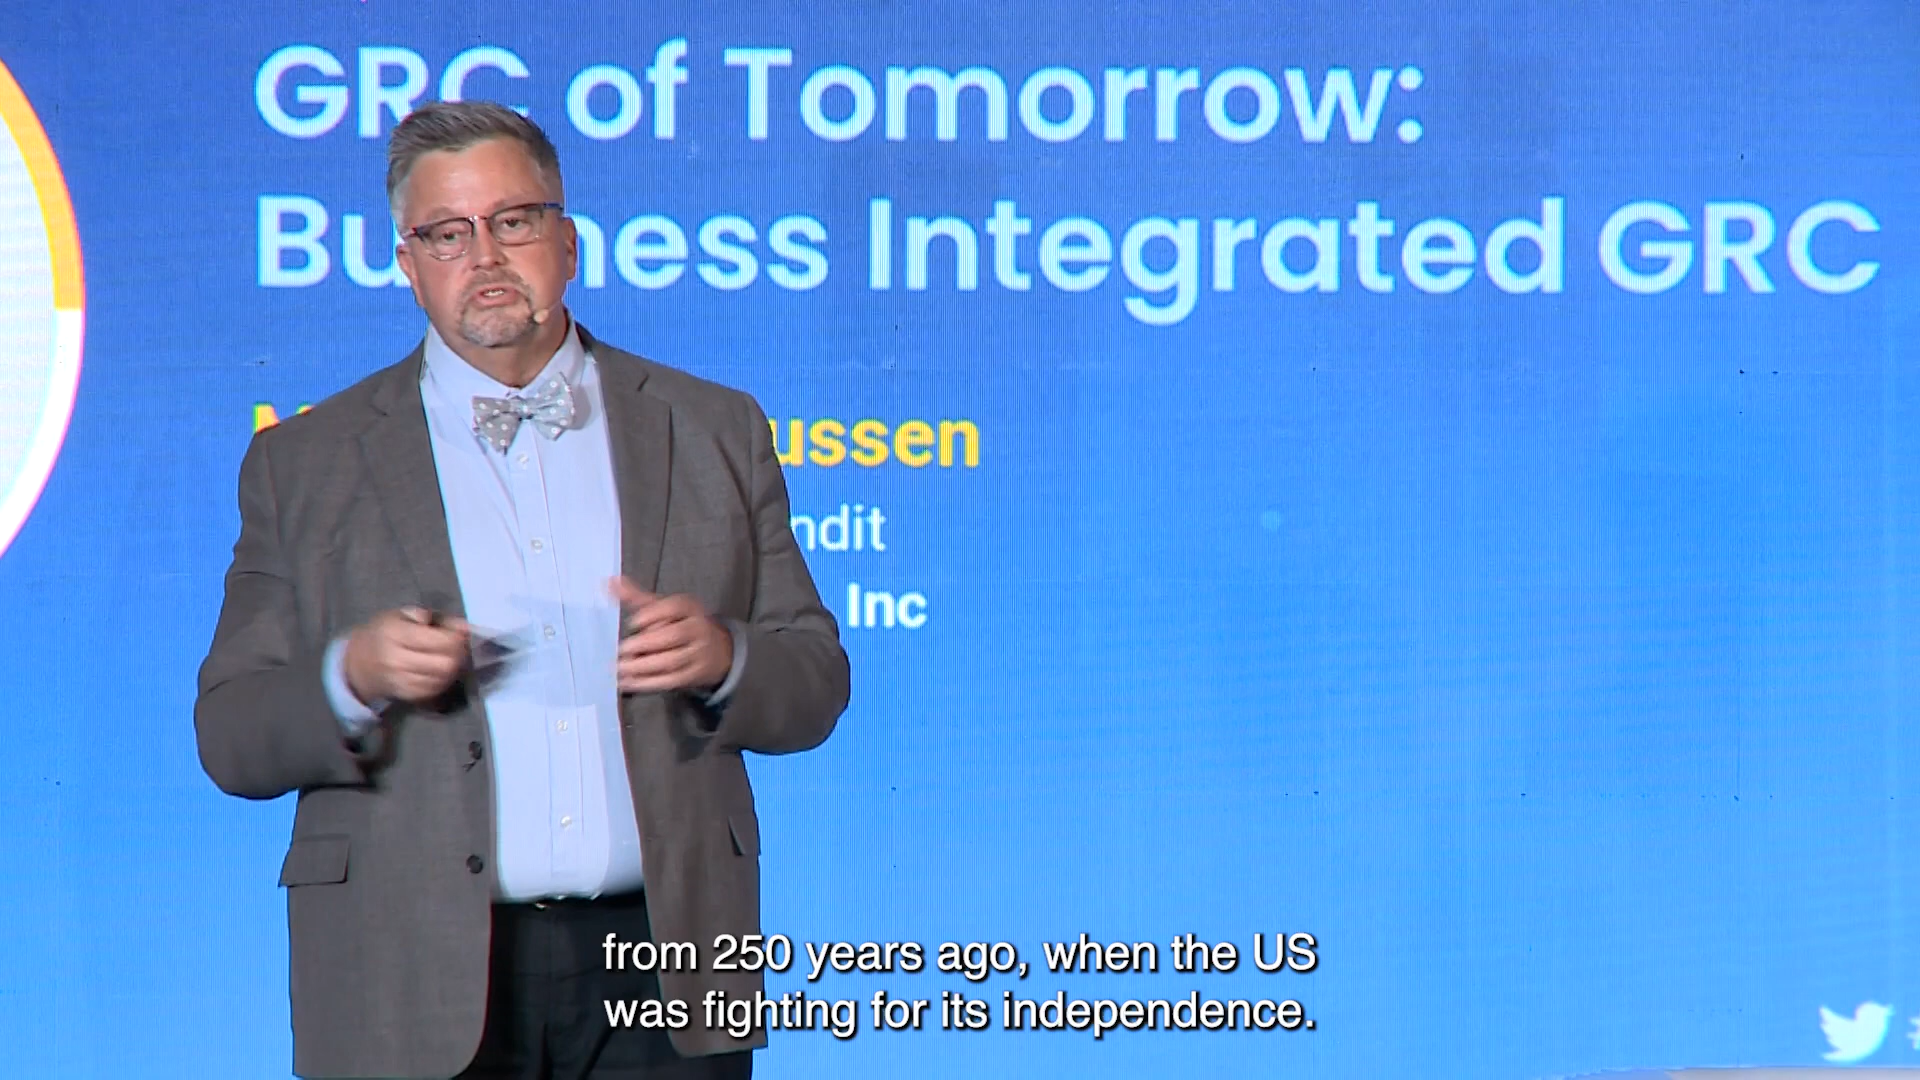 GRC of Tomorrow:
Business Integrated GRC
ussen
ndit
Inc
from 250 years ago, when the US
was fighting for its independence.